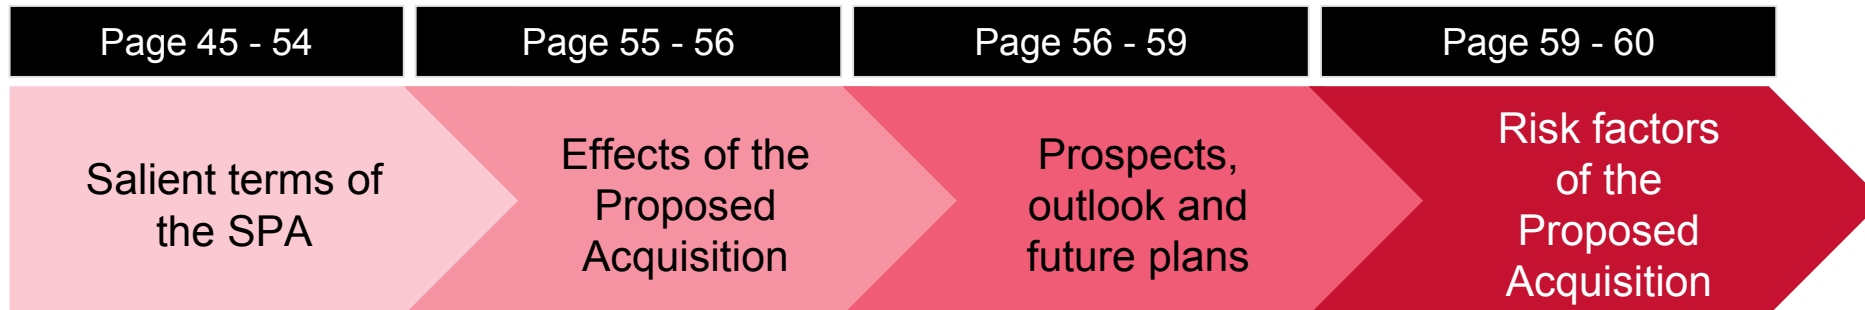 Page 45 - 54
Page 55 - 56
Page 56 - 59
Page 59 - 60
Salient terms of
the SPA
Effects of the
Proposed
Acquisition
Prospects,
outlook and
future plans
Risk factors
of the
Proposed
Acquisition